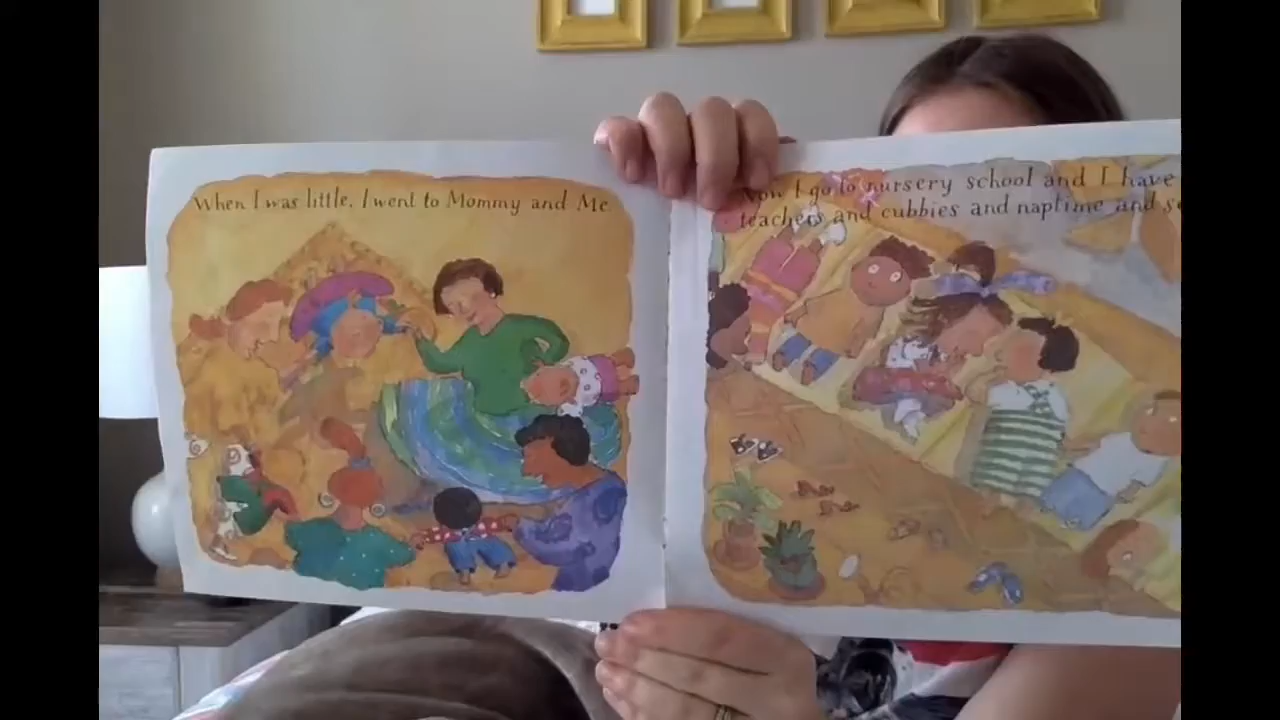 When I was little, I went to Mommy and Me.
Now I go to nursery school and I have
teachers and cubbies and naptime and